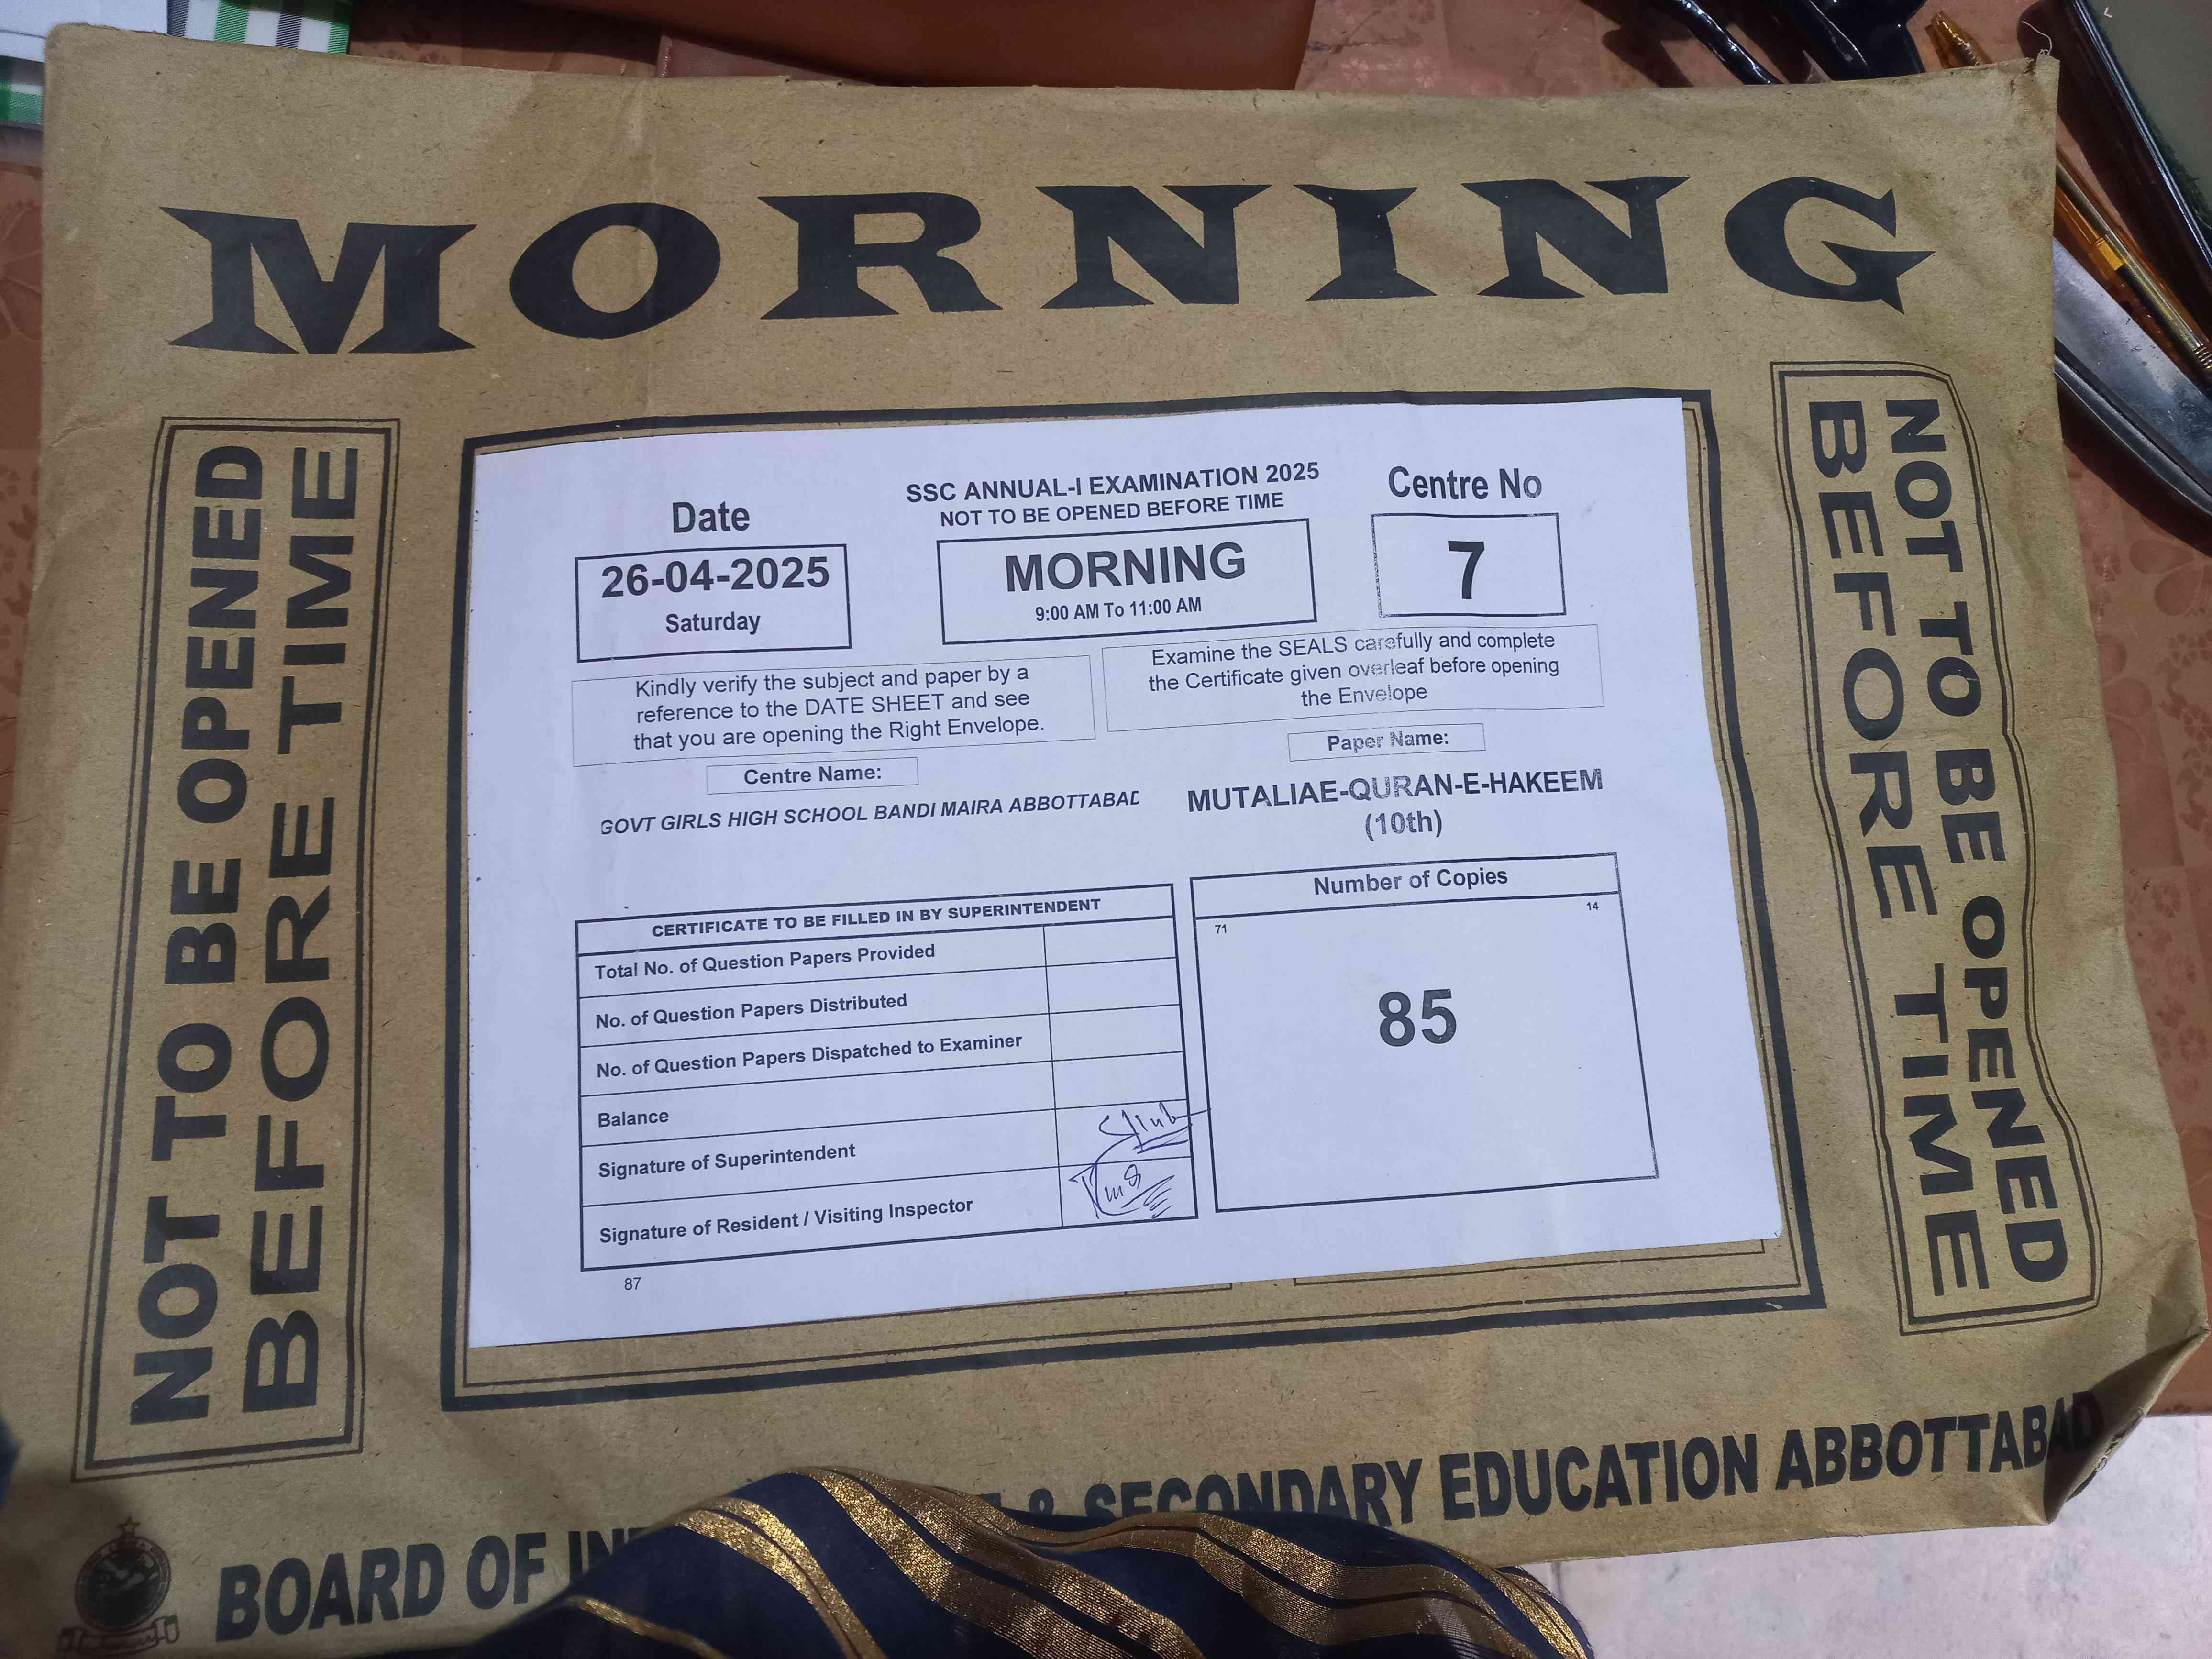 MORNING
NOT TO BE OPENED
BEFORE TIME
NOT TO BE OPENED
BEFORE TIME
Date
26-04-2025
Saturday
SSC ANNUAL-I EXAMINATION 2025
NOT TO BE OPENED BEFORE TIME
MORNING
9:00 AM To 11:00 AM
Centre No
7
Kindly verify the subject and paper by a
reference to the DATE SHEET and see
that you are opening the Right Envelope.
Examine the SEALS carefully and complete
the Certificate given overleaf before opening
the Envelope
Centre Name:
GOVT GIRLS HIGH SCHOOL BANDI MAIRA ABBOTTABAD
Paper Name:
MUTALIAE-QURAN-E-HAKEEM
(10th)
CERTIFICATE TO BE FILLED IN BY SUPERINTENDENT
Total No. of Question Papers Provided
No. of Question Papers Distributed
No. of Question Papers Dispatched to Examiner
Balance
Signature of Superintendent
Signature of Resident / Visiting Inspector
Number of Copies
71
14
85
87
BOARD OF & SECONDARY EDUCATION ABBOTTABAD